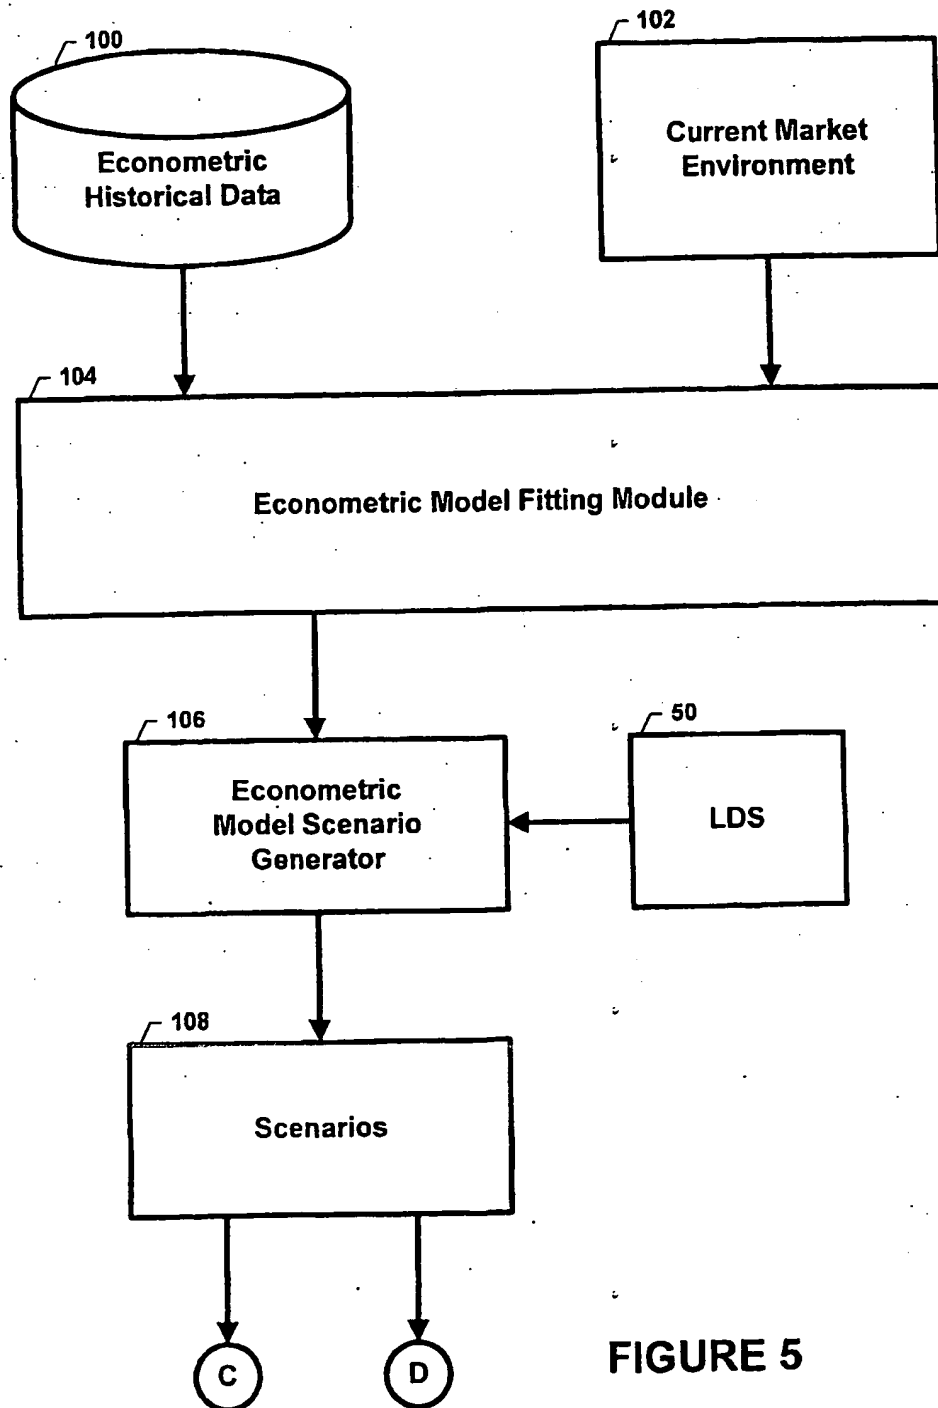 100
102
Econometric
Historical Data
Current Market
Environment
104
Econometric Model Fitting Module
106
50
Econometric
Model Scenario
Generator
LDS
108
Scenarios
C
D
FIGURE 5